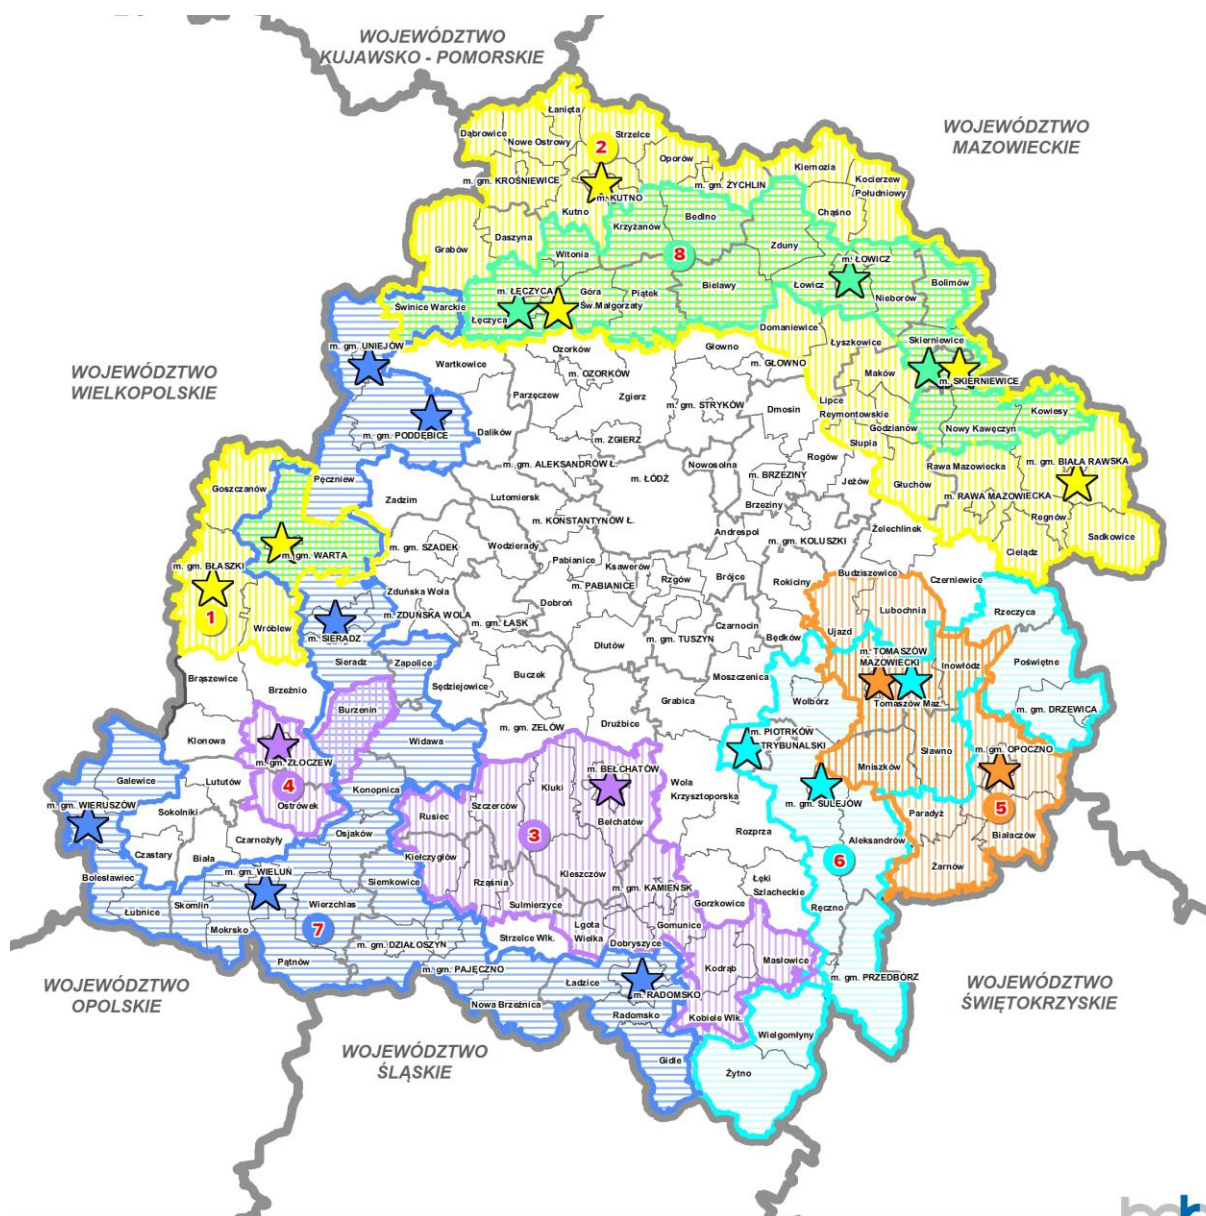 WOJEWÓDZTWO
KUJAWSKO - POMORSKIE
WOJEWÓDZTWO
MAZOWIECKIE
Łanięta
Dąbrowice
Nowe Ostrowy
Strzelce
2
Oporów
Kiernozia
Kocierzew
Południowy
m. gm. KROŚNIEWICE
m. KUTNO
m. gm. ŻYCHLIN
Kutno
Krzyżanów
Bedlno
Chąśno
Grabów
Daszyna
Witonia
8
Zduny
m. ŁOWICZ
Bolimów
Bielawy
Łowicz
Nieborów
m. ŁĘCZYCA
Góra
Św.Małgorzaty
Piątek
Świnice Warckie
Łęczyca
Domaniewice
Łyszkowice
Skierniewice
m. gm. UNIEJÓW
Wartkowice
Ozorków
m. OZORKÓW
Głowno
m. GŁOWNO
Maków
m. SKIERNIEWICE
WOJEWÓDZTWO
WIELKOPOLSKIE
Parzęczew
Zgierz
m. gm. STRYKÓW
Dmosin
Lipce
Reymontowskie
Godzianów
Nowy Kawęczyn
Kowiesy
m. gm. PODDĘBICE
Dalików
m. ZGIERZ
Rogów
Słupia
m. gm. ALEKSANDRÓW Ł.
Nowosolna
m. gm. BIAŁA RAWSKA
Rawa Mazowiecka
Goszczanów
Pęczniew
Zadzim
Lutomiersk
m. ŁÓDŹ
m. BRZEZINY
Jeżów
Głuchów
m. RAWA MAZOWIECKA
Regnów
Brzeziny
m. KONSTANTYNÓW Ł.
Andrespol
m. gm. KOLUSZKI
Żelechlinek
Sadkowice
Cielądz
m. gm. WARTA
m. gm. SZADEK
Wodzierady
m. gm. BŁASZKI
Pabianice
Ksawerów
m. PABIANICE
Rzgów
Brójce
Rokiciny
Budziszewice
Czerniewice
Rzeczyca
Zduńska Wola
m. ZDUŃSKA WOLA
Dobroń
Lubochnia
1
Wróblew
m. SIERADZ
m. gm. ŁASK
m. gm. TUSZYN
Czarnocin
Będków
Ujazd
m. TOMASZÓW
MAZOWIECKI
Inowłódz
Poświętne
Sieradz
Zapolice
Sędziejowice
Buczek
Dłutów
Moszczenica
Wolbórz
Tomaszów Maz.
m. gm. DRZEWICA
Brąszewice
Brzeźnio
Burzenin
Grabica
Klonowa
Widawa
m. gm. ZELÓW
Drużbice
m. PIOTRKÓW
TRYBUNALSKI
Sławno
m. gm. OPOCZNO
m. gm. ZŁOCZEW
4
Galewice
Lututów
Ostrówek
Konopnica
Kluki
m. BEŁCHATÓW
Wola
Krzysztoporska
Mniszków
m. gm. SULEJÓW
m. gm. WIERUSZÓW
Sokolniki
Szczerców
Rusiec
3
Bełchatów
Paradyż
5
Białaczów
Czarnożyły
Osjaków
Rozprza
Aleksandrów
Czastary
Biała
Kiełczygłów
Żarnów
6
Bolesławiec
m. gm. WIELUŃ
Siemkowice
Rząśnia
Kleszczów
m. gm. KAMIEŃSK
Łęki
Szlacheckie
Łubnice
Skomlin
Wierzchlas
Sulmierzyce
Gorzkowice
Ręczno
Mokrsko
7
Lgota
Wielka
Gomunice
Pątnów
m. gm. DZIAŁOSZYN
Strzelce Wlk.
Dobryszyce
Kodrąb
Masłowice
m. gm. PAJĘCZNO
Ładzice
m. RADOMSKO
m. gm. PRZEDBÓRZ
Nowa Brzeźnica
Radomsko
Kobiele Wlk.
Wielgomłyny
Gidle
Żytno
WOJEWÓDZTWO
OPOLSKIE
WOJEWÓDZTWO
ŚWIĘTOKRZYSKIE
WOJEWÓDZTWO
ŚLĄSKIE